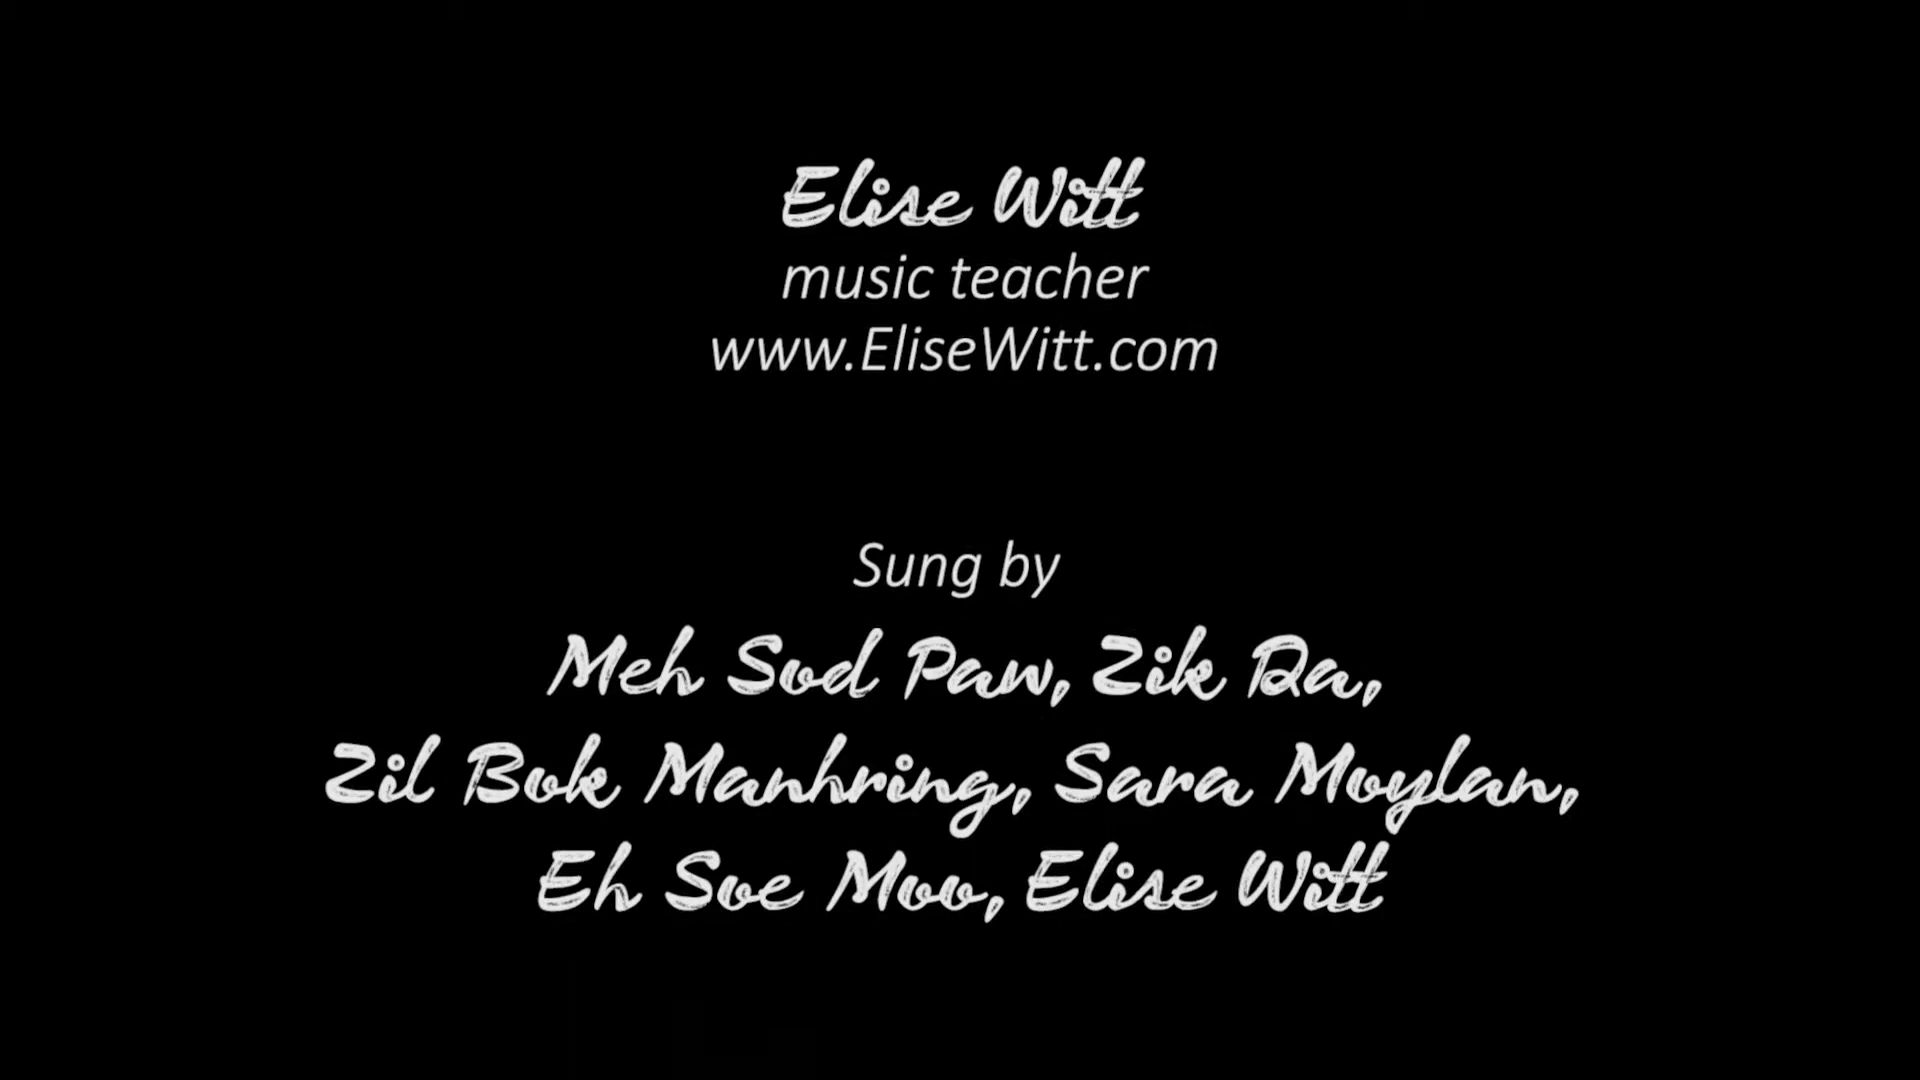 Elise Witt
music teacher
www.EliseWitt.com
Sung by
Meh Sod Paw, Zik Ra,
Zil Bok Manhring, Sara Moylan,
Eh Soe Moo, Elise Witt